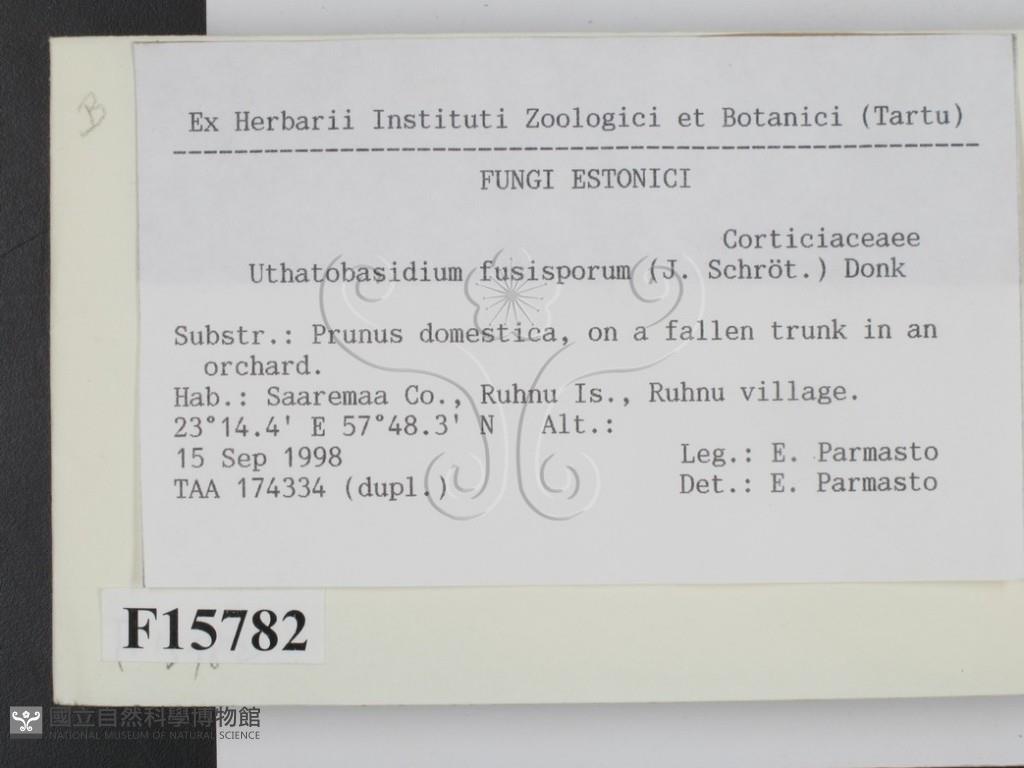 B
Ex Herbarii Instituti Zoologici et Botanici (Tartu)
FUNGI ESTONICI
Corticiaceaee
Uthatobasidium fusisporum (J. Schröt.) Donk
Substr.: Prunus domestica, on a fallen trunk in an
orchard.
Hab.: Saaremaa Co., Ruhnu Is., Ruhnu village.
23°14.4' E 57°48.3' N Alt.:
15 Sep 1998 Leg.: E. Parmasto
TAA 174334 (dupl.) Det.: E. Parmasto
F15782
國立自然科學博物館
NATIONAL MUSEUM OF NATURAL SCIENCE